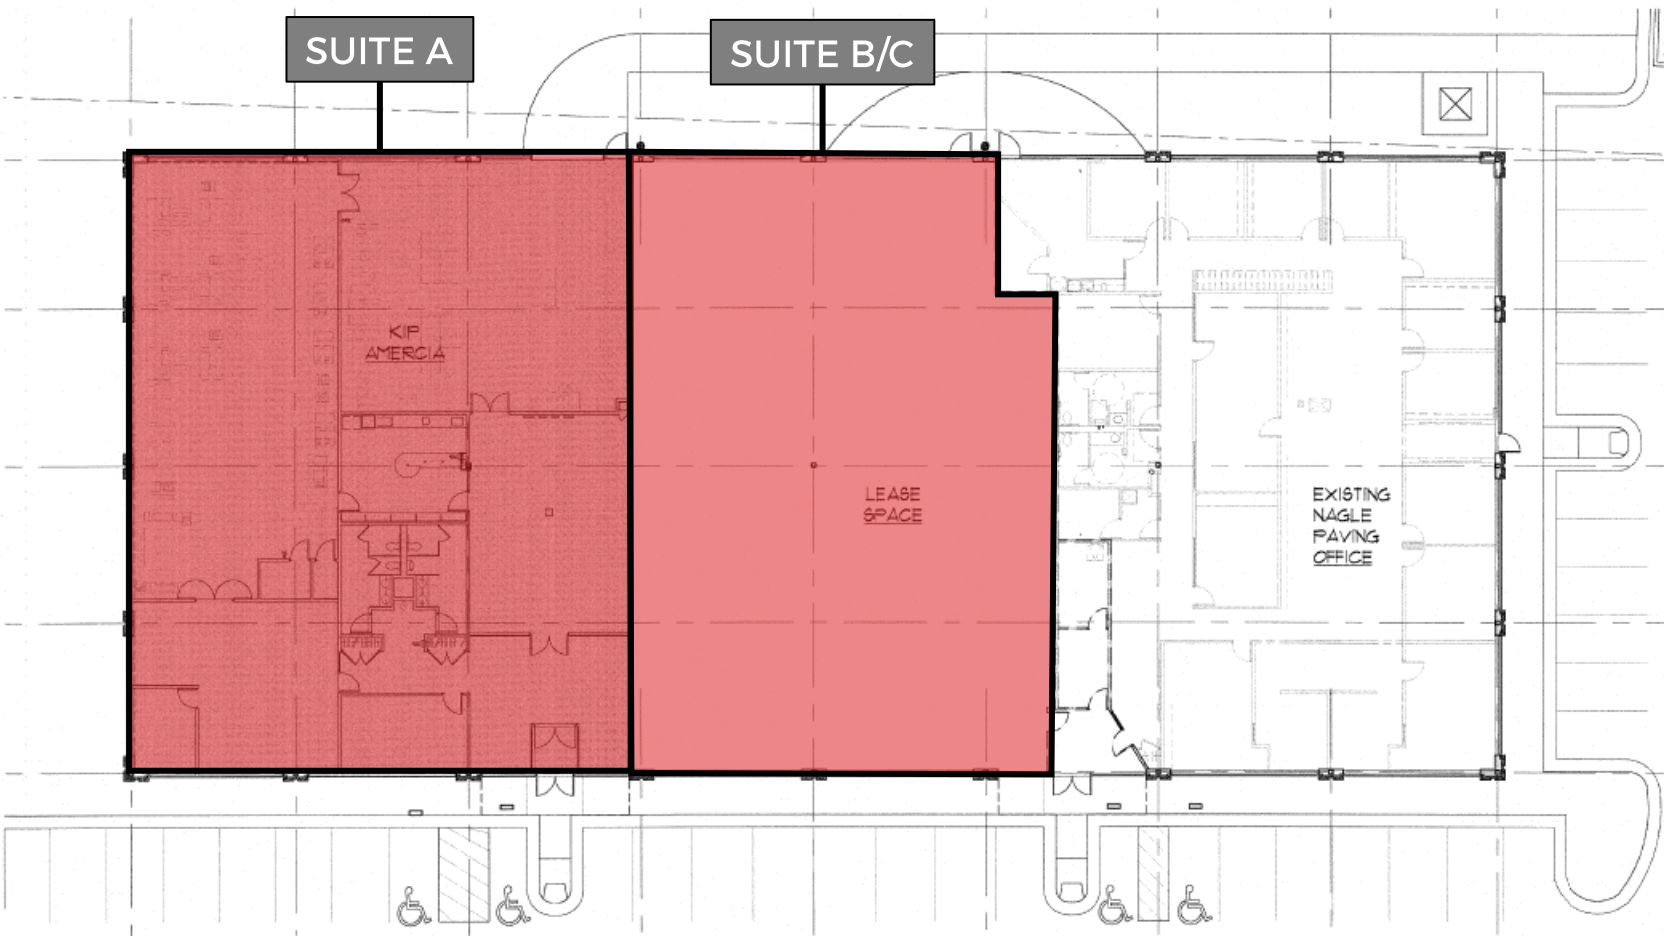 SUITE A
SUITE B/C
KIP
AMERCIA
LEASE
SPACE
EXISTING
NAGLE
PAVING
OFFICE